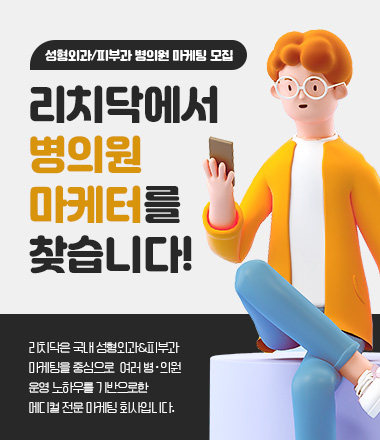 성형외과/피부과 병의원 마케팅 모집
리치닥에서
병의원
마케터를
찾습니다!
리치닥은 국내 성형외과&피부과
마케팅을 중심으로 여러 병·의원
운영 노하우를 기반으로한
메디컬 전문 마케팅 회사입니다.